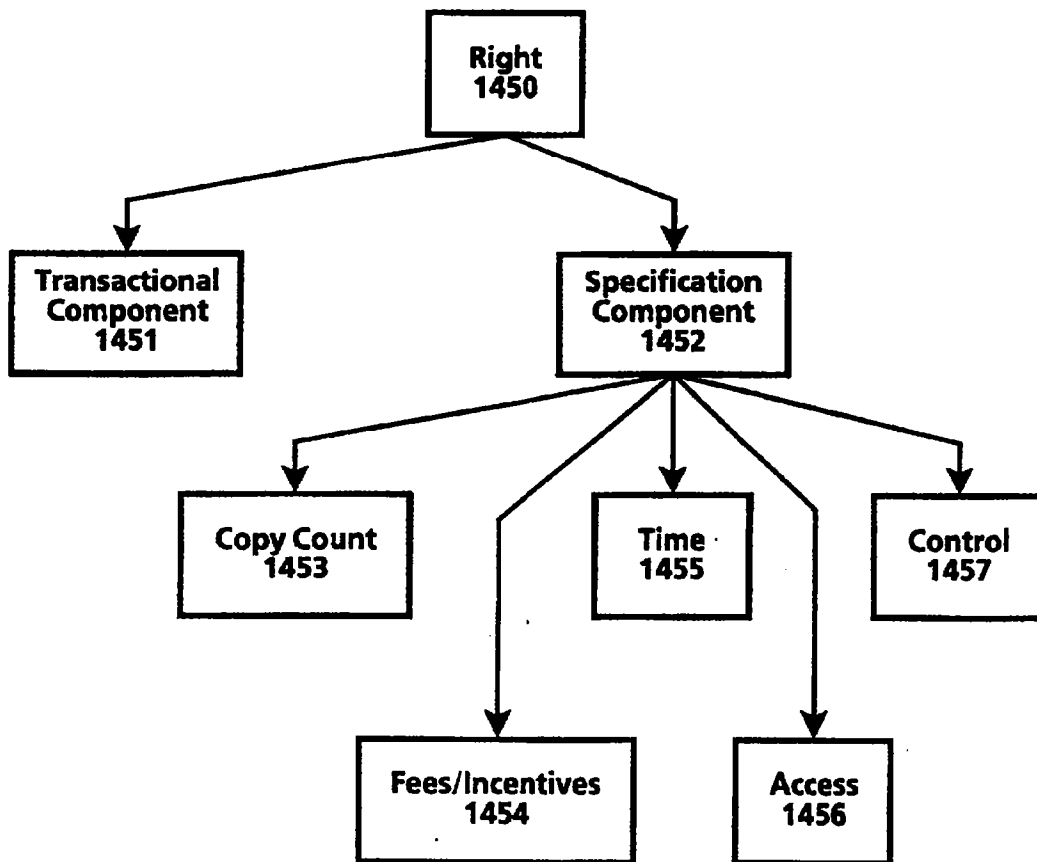 Right
1450
Transactional
Component
1451
Specification
Component
1452
Copy Count
1453
Time
1455
Control
1457
Fees/Incentives
1454
Access
1456